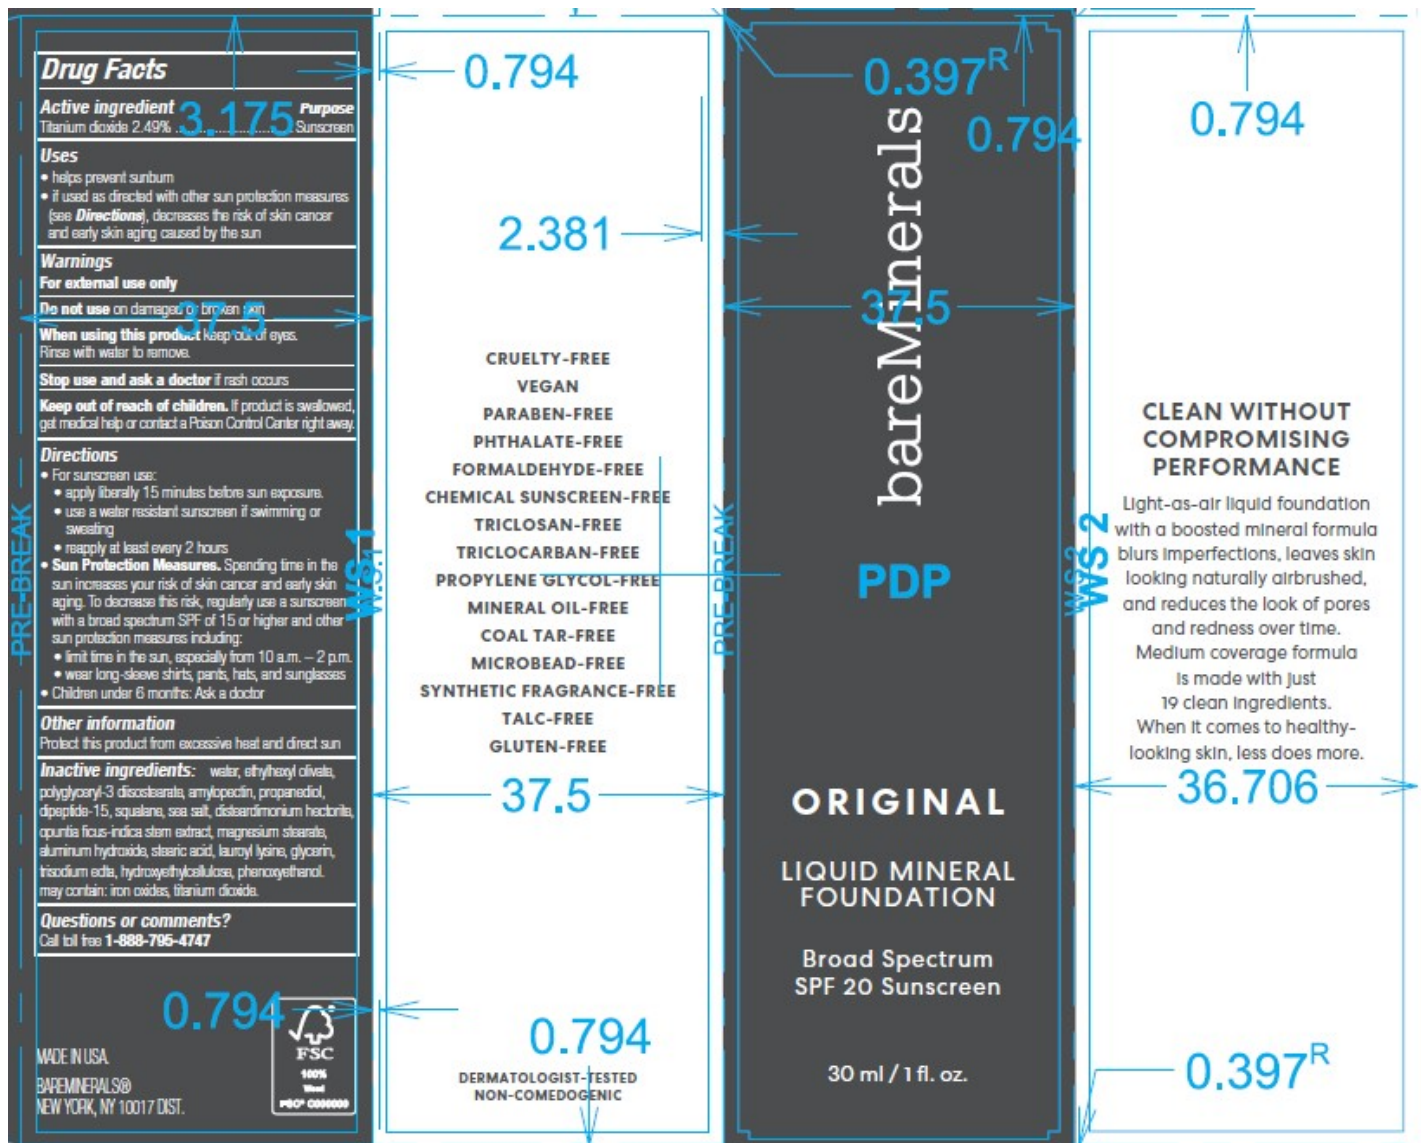 Drug Facts
Active ingredient Purpose
Titanium dioxide 2.49% ............................ Sunscreen
3.175
Uses
• helps prevent sunburn
• if used as directed with other sun protection measures
(see Directions), decreases the risk of skin cancer
and early skin aging caused by the sun
Warnings
For external use only
Do not use on damaged or broken skin
37.5
When using this product keep out of eyes.
Rinse with water to remove.
Stop use and ask a doctor if rash occurs
Keep out of reach of children. If product is swallowed,
get medical help or contact a Poison Control Center right away.
Directions
• For sunscreen use:
• apply liberally 15 minutes before sun exposure.
• use a water resistant sunscreen if swimming or
sweating
• reapply at least every 2 hours
• Sun Protection Measures. Spending time in the
sun increases your risk of skin cancer and early skin
aging. To decrease this risk, regularly use a sunscreen
with a broad spectrum SPF of 15 or higher and other
sun protection measures including:
• limit time in the sun, especially from 10 a.m. – 2 p.m.
• wear long-sleeve shirts, pants, hats, and sunglasses
• Children under 6 months: Ask a doctor
Other information
Protect this product from excessive heat and direct sun
Inactive ingredients: water, ethylhexyl olivate,
polyglyceryl-3 diisostearate, amylopectin, propanediol,
dipeptide-15, squalane, sea salt, disteardimonium hectorite,
opuntia ficus-indica stem extract, magnesium stearate,
aluminum hydroxide, stearic acid, lauroyl lysine, glycerin,
trisodium edta, hydroxyethylcellulose, phenoxyethanol.
may contain: iron oxides, titanium dioxide.
Questions or comments?
Call toll free 1-888-795-4747
0.794
MADE IN USA.
BAREMINERALS®
NEW YORK, NY 10017 DIST.
FSC
100%
Wood
FSC® C000000
PRE-BREAK
W.S.1
WS 1
0.794
2.381
CRUELTY-FREE
VEGAN
PARABEN-FREE
PHTHALATE-FREE
FORMALDEHYDE-FREE
CHEMICAL SUNSCREEN-FREE
TRICLOSAN-FREE
TRICLOCARBAN-FREE
PROPYLENE GLYCOL-FREE
MINERAL OIL-FREE
COAL TAR-FREE
MICROBEAD-FREE
SYNTHETIC FRAGRANCE-FREE
TALC-FREE
GLUTEN-FREE
37.5
0.794
DERMATOLOGIST-TESTED
NON-COMEDOGENIC
PRE-BREAK
0.397R
0.794
bareMinerals
37.5
PDP
ORIGINAL
LIQUID MINERAL
FOUNDATION
Broad Spectrum
SPF 20 Sunscreen
30 ml / 1 fl. oz.
W.S.2
WS 2
0.794
CLEAN WITHOUT
COMPROMISING
PERFORMANCE
Light-as-air liquid foundation
with a boosted mineral formula
blurs imperfections, leaves skin
looking naturally airbrushed,
and reduces the look of pores
and redness over time.
Medium coverage formula
is made with just
19 clean ingredients.
When it comes to healthy-
looking skin, less does more.
36.706
0.397R